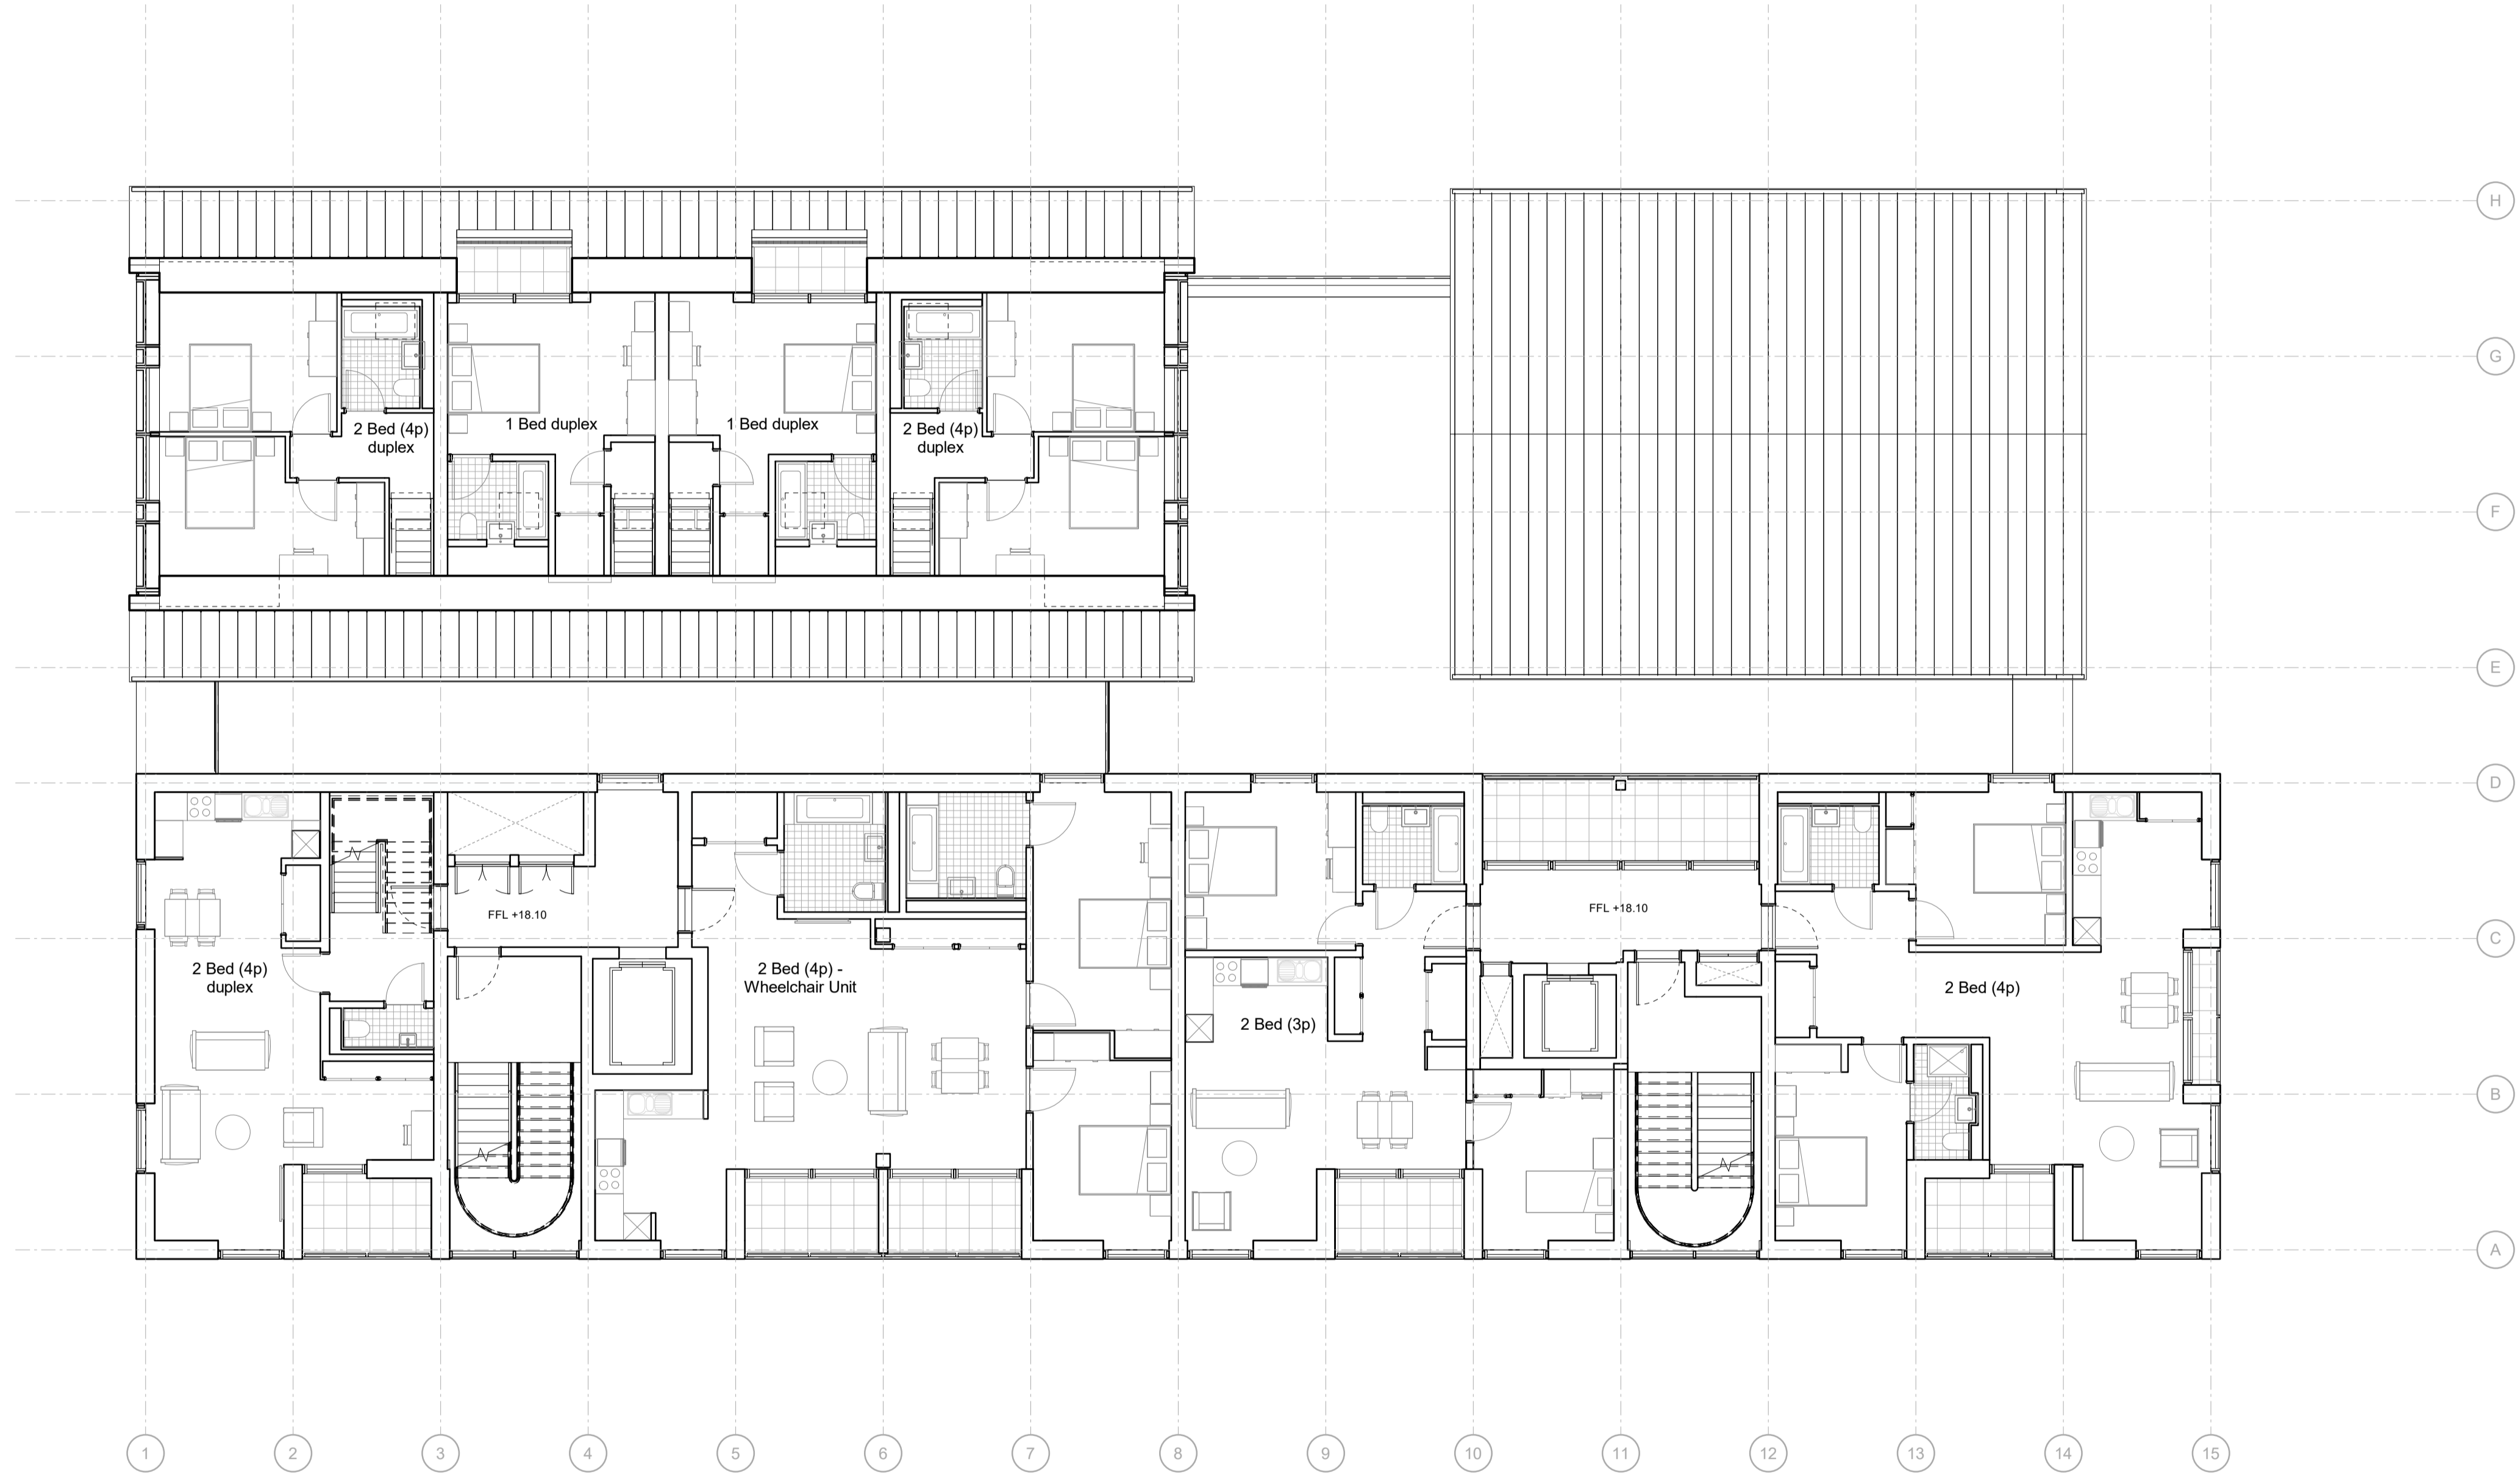 H
G
1 Bed duplex
1 Bed duplex
2 Bed (4p)
duplex
2 Bed (4p)
duplex
F
E
D
FFL +18.10
FFL +18.10
C
2 Bed (4p)
duplex
2 Bed (4p) -
Wheelchair Unit
2 Bed (4p)
2 Bed (3p)
B
A
1
2
3
4
5
6
7
8
9
10
11
12
13
14
15